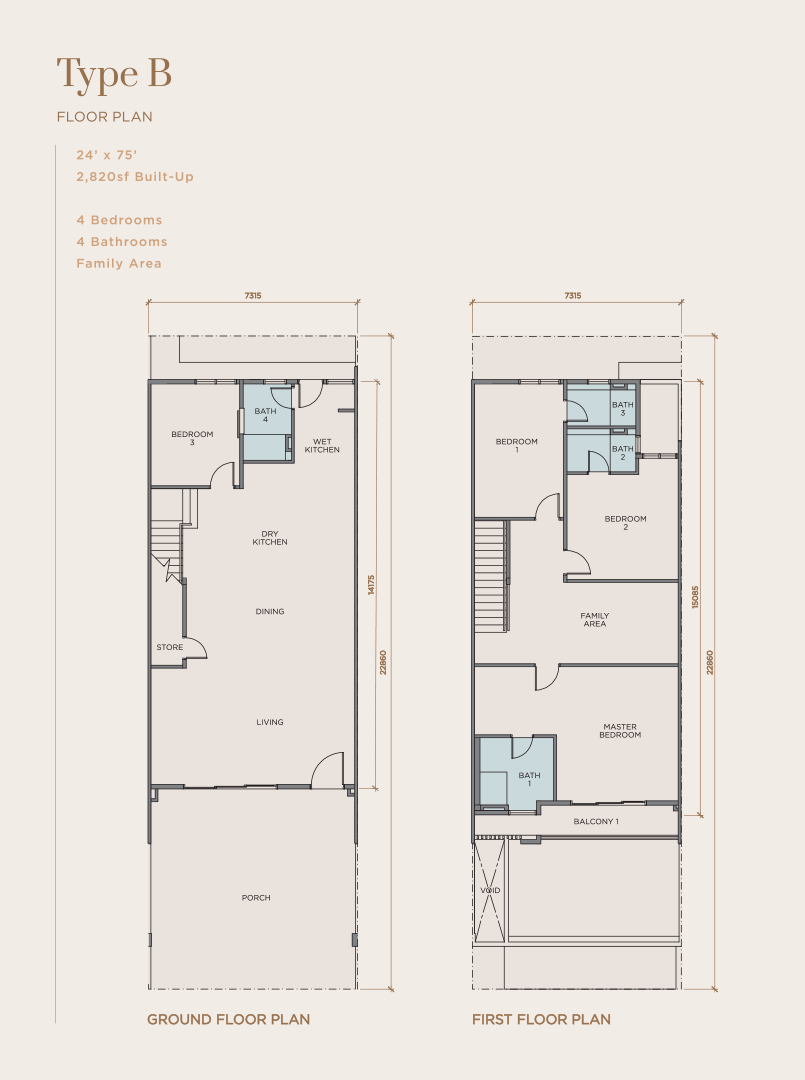 Type B
FLOOR PLAN
24’ x 75’
2,820sf Built-Up
4 Bedrooms
4 Bathrooms
Family Area
7315
BEDROOM
3
BATH
4
WET
KITCHEN
DRY
KITCHEN
DINING
STORE
LIVING
PORCH
14175
22860
GROUND FLOOR PLAN
7315
BEDROOM
1
BATH
3
BATH
2
BEDROOM
2
FAMILY
AREA
MASTER
BEDROOM
BATH
1
BALCONY 1
VOID
15085
22860
FIRST FLOOR PLAN